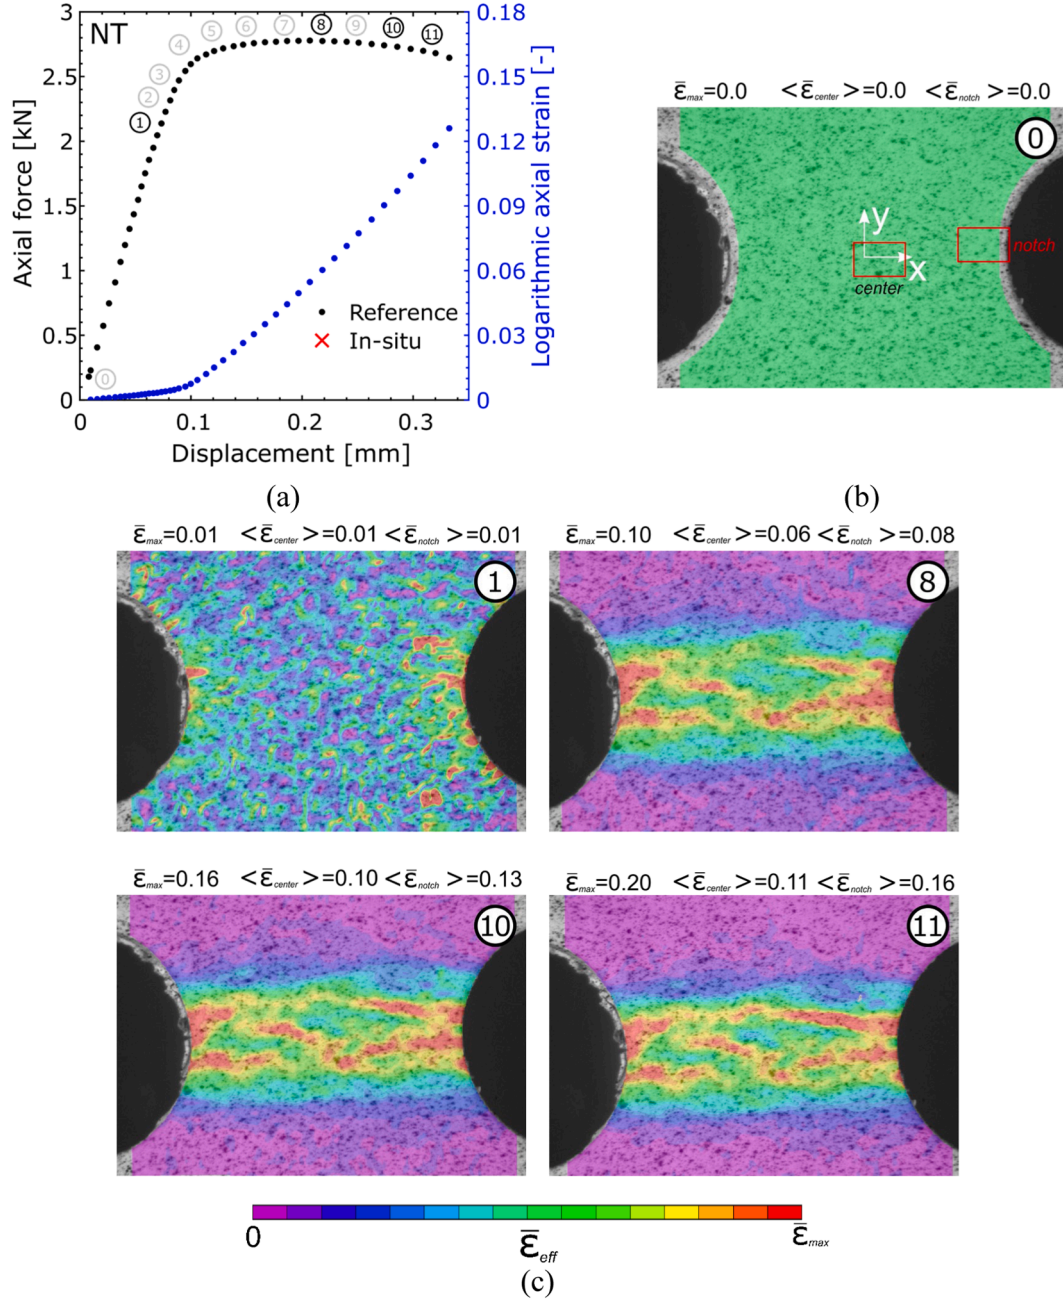 NT
3
2.5
2
1.5
1
0.5
0
Axial force [kN]
0 0.1 0.2 0.3
Displacement [mm]
0.18
0.15
0.12
0.09
0.06
0.03
0
Logarithmic axial strain [-]
0 1 2 3 4 5 6 7 8 9 10 11
Reference
In-situ
(a)
ε̅max=0.0 <ε̅center>=0.0 <ε̅notch>=0.0
0
y
x
center
notch
(b)
ε̅max=0.01 <ε̅center>=0.01 <ε̅notch>=0.01
1
ε̅max=0.10 <ε̅center>=0.06 <ε̅notch>=0.08
8
ε̅max=0.16 <ε̅center>=0.10 <ε̅notch>=0.13
10
ε̅max=0.20 <ε̅center>=0.11 <ε̅notch>=0.16
11
0 ε̅eff ε̅max
(c)